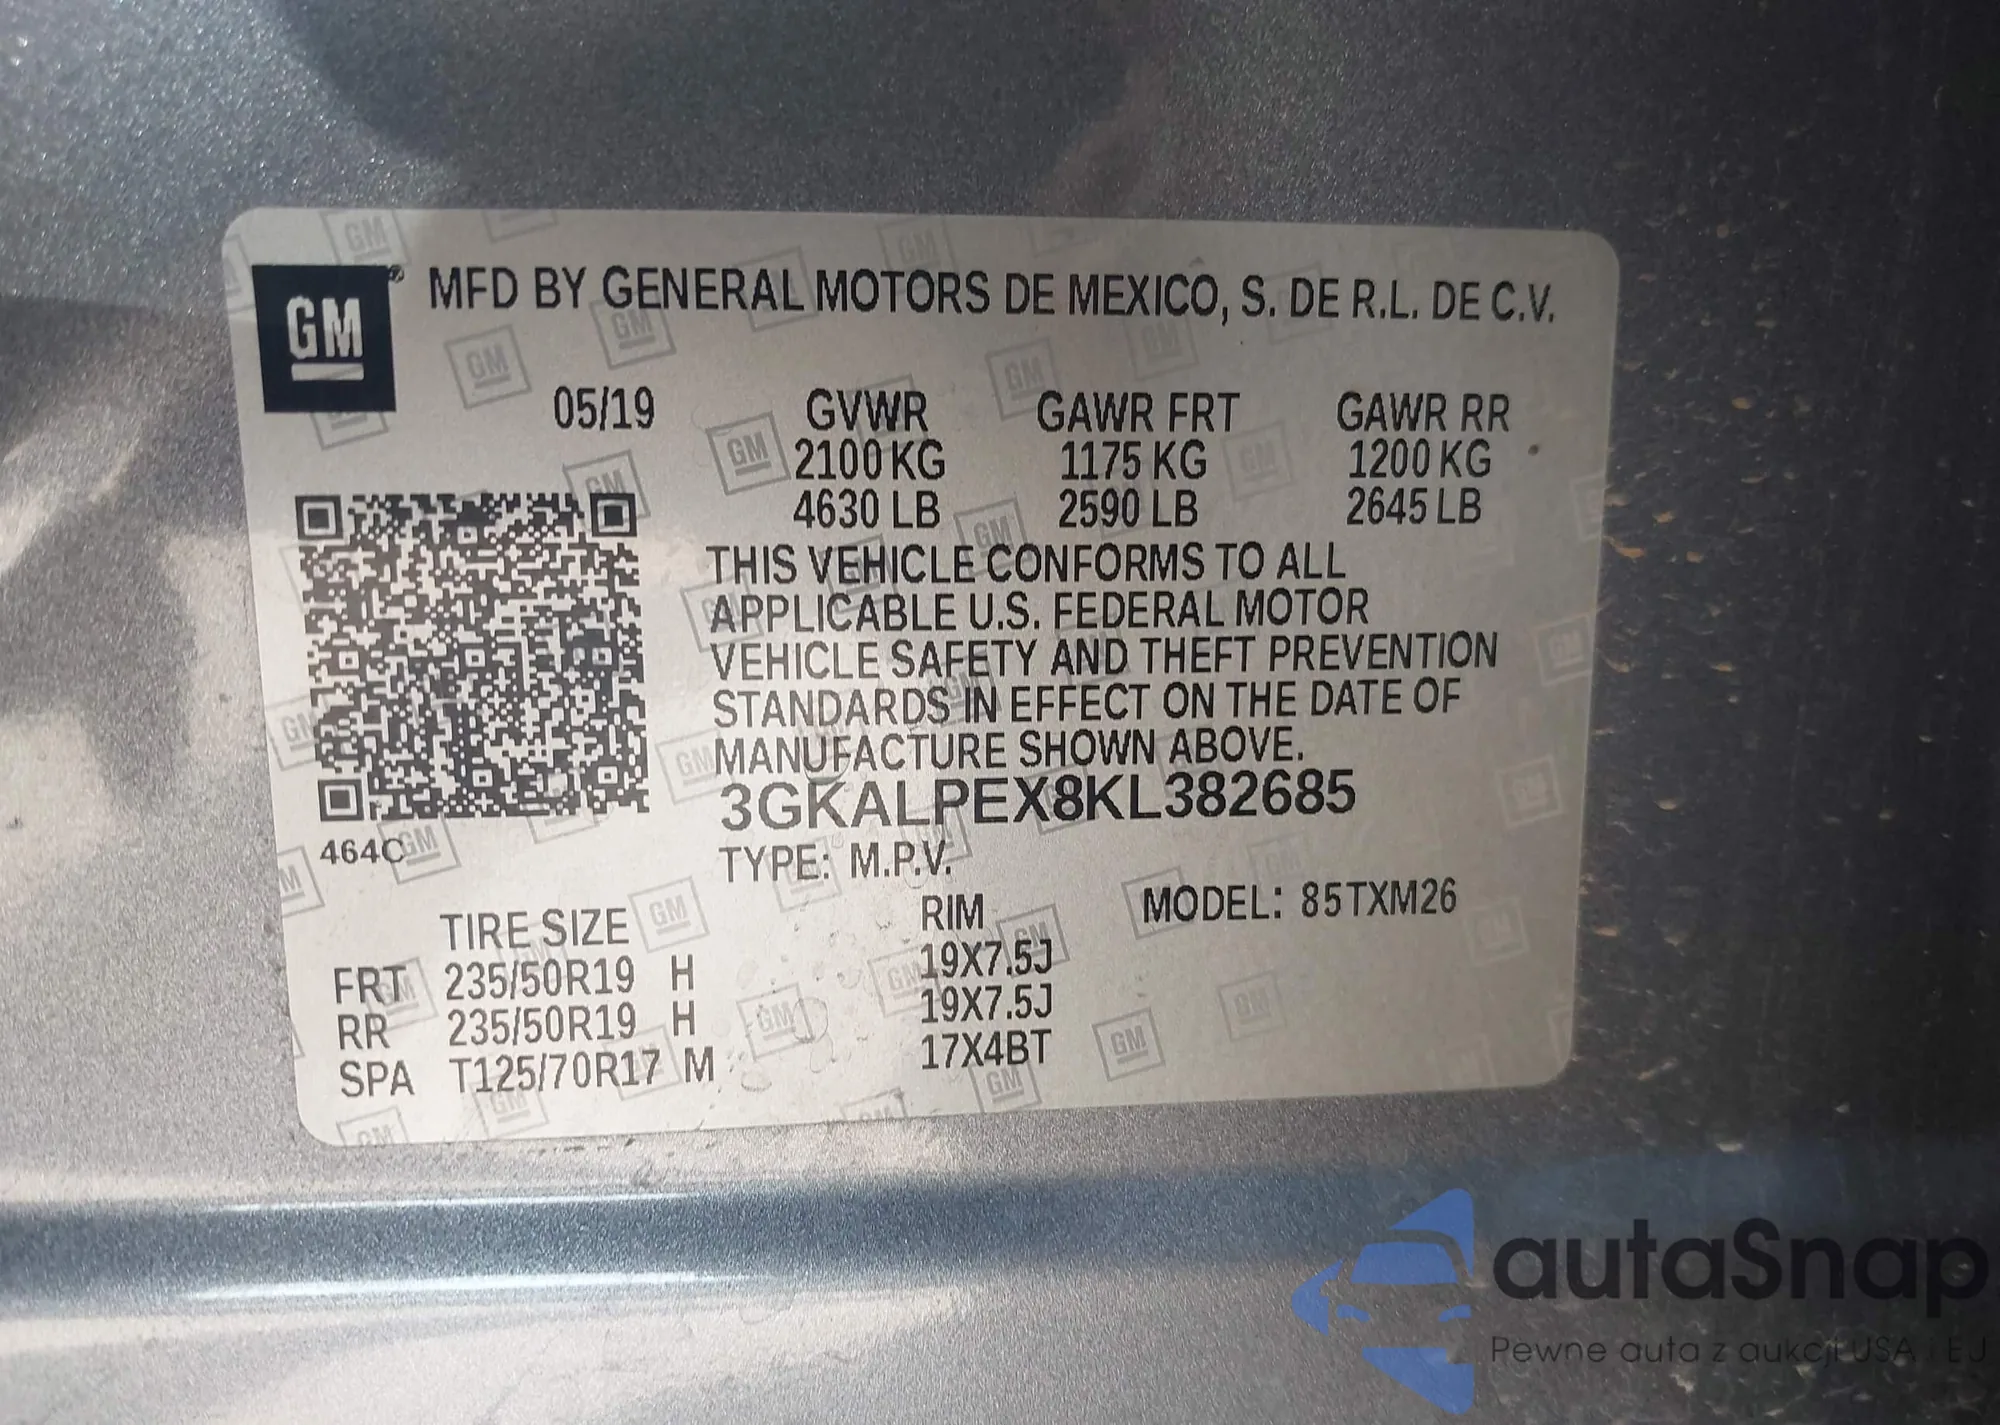 GM
MFD BY GENERAL MOTORS DE MEXICO, S. DE R.L. DE C.V.
05/19 GVWR GAWR FRT GAWR RR
2100 KG 1175 KG 1200 KG
4630 LB 2590 LB 2645 LB
THIS VEHICLE CONFORMS TO ALL
APPLICABLE U.S. FEDERAL MOTOR
VEHICLE SAFETY AND THEFT PREVENTION
STANDARDS IN EFFECT ON THE DATE OF
MANUFACTURE SHOWN ABOVE.
3GKALPEX8KL382685
464C
TYPE: M.P.V.
TIRE SIZE RIM MODEL: 85TXM26
FRT 235/50R19 H 19X7.5J
RR 235/50R19 H 19X7.5J
SPA T125/70R17 M 17X4BT
autaSnap
Pewne auta z aukcji USA i EJ